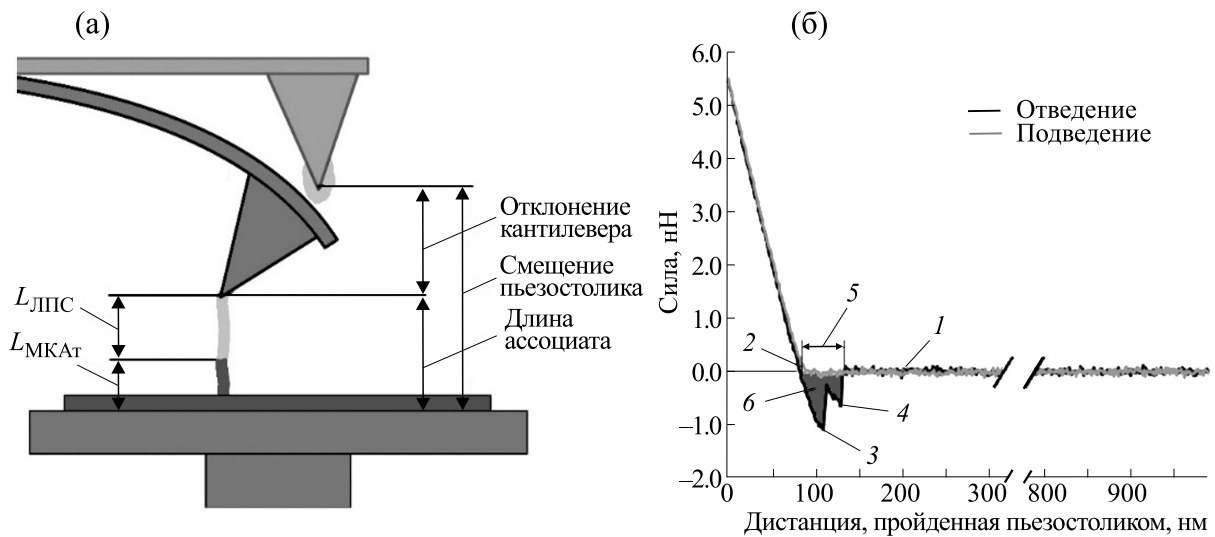 (а)
Отклонение
кантилевера
Смещение
пьезостолика
Длина
ассоциата
LЛПС
LМКАт
(б)
Сила, нН
6.0
5.0
4.0
3.0
2.0
1.0
0.0
–1.0
–2.0
Отведение
Подведение
5
1
2
6
4
3
0
100
200
300
800
900
Дистанция, пройденная пьезостоликом, нм